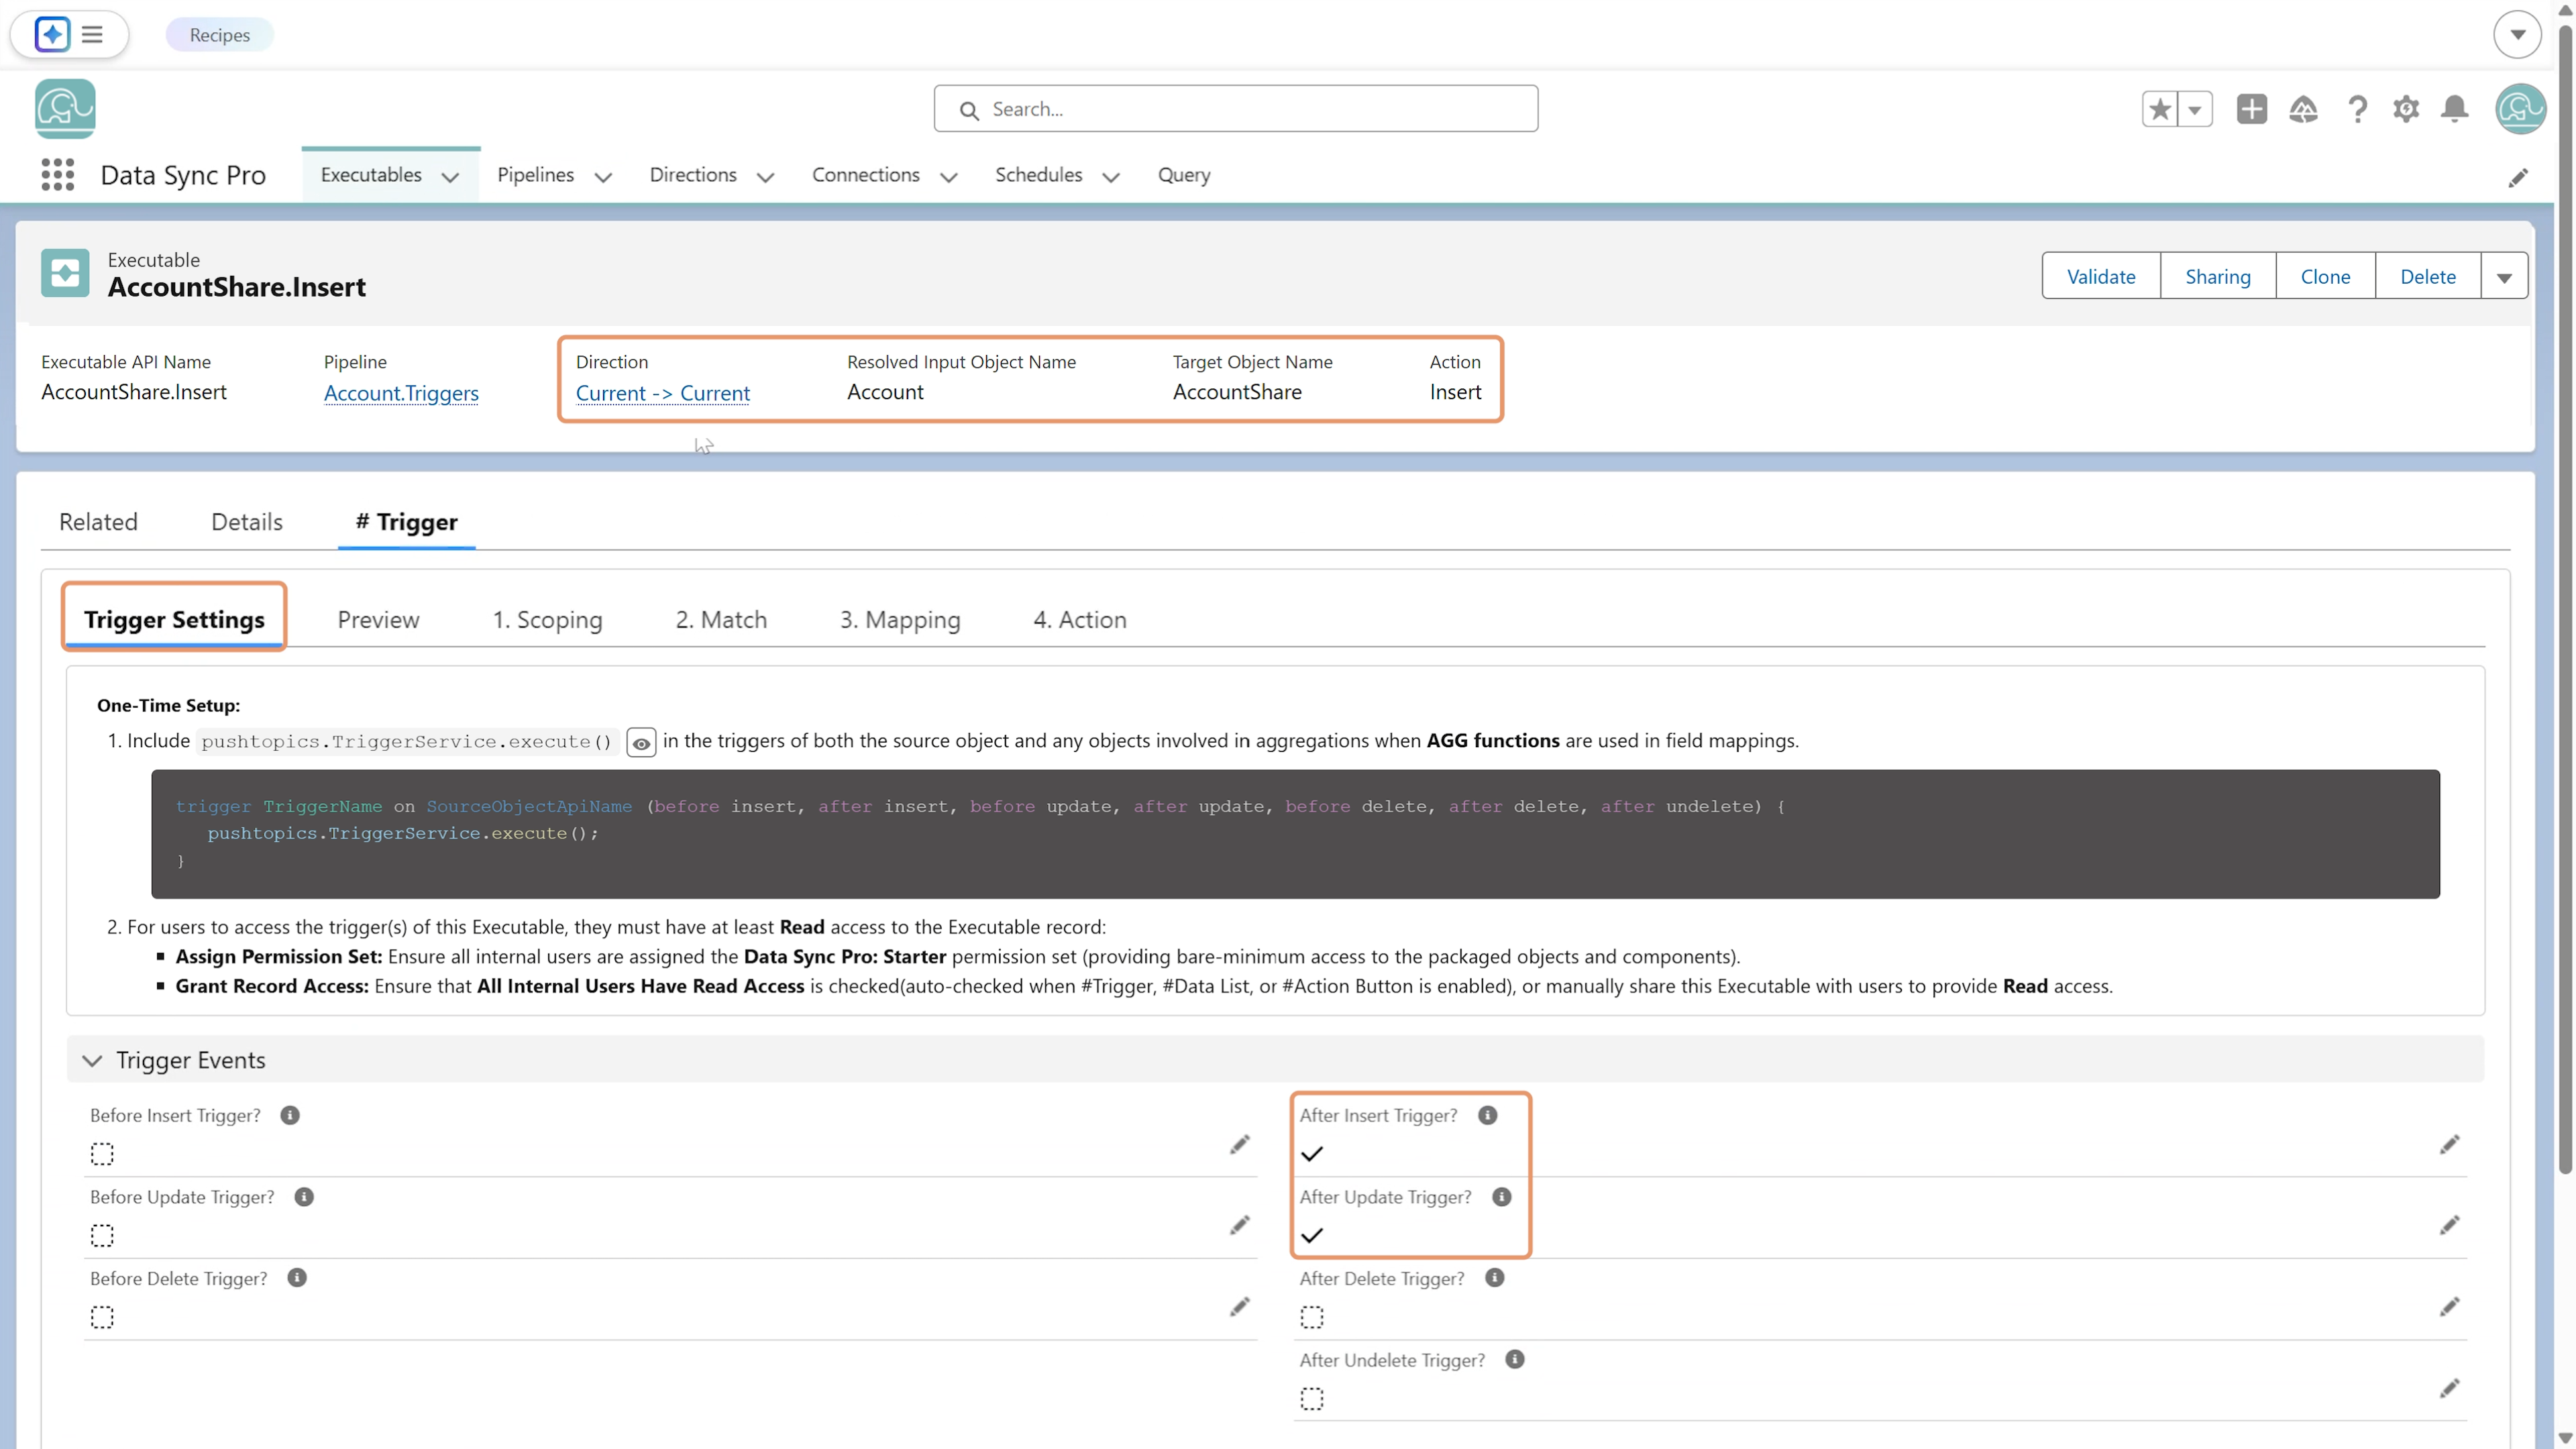 Recipes
Search...
Data Sync Pro
Executables
Pipelines
Directions
Connections
Schedules
Query
Executable
AccountShare.Insert
Validate
Sharing
Clone
Delete
Executable API Name
Pipeline
Direction
Resolved Input Object Name
Target Object Name
Action
AccountShare.Insert
Account.Triggers
Current -> Current
Account
AccountShare
Insert
Related
Details
# Trigger
Trigger Settings
Preview
1. Scoping
2. Match
3. Mapping
4. Action
One-Time Setup:
1. Include pushtopics.TriggerService.execute() in the triggers of both the source object and any objects involved in aggregations when AGG functions are used in field mappings.
trigger TriggerName on SourceObjectApiName (before insert, after insert, before update, after update, before delete, after delete, after undelete) {
pushtopics.TriggerService.execute();
}
2. For users to access the trigger(s) of this Executable, they must have at least Read access to the Executable record:
▪ Assign Permission Set: Ensure all internal users are assigned the Data Sync Pro: Starter permission set (providing bare-minimum access to the packaged objects and components).
▪ Grant Record Access: Ensure that All Internal Users Have Read Access is checked(auto-checked when #Trigger, #Data List, or #Action Button is enabled), or manually share this Executable with users to provide Read access.
Trigger Events
Before Insert Trigger?
After Insert Trigger?
Before Update Trigger?
After Update Trigger?
Before Delete Trigger?
After Delete Trigger?
After Undelete Trigger?